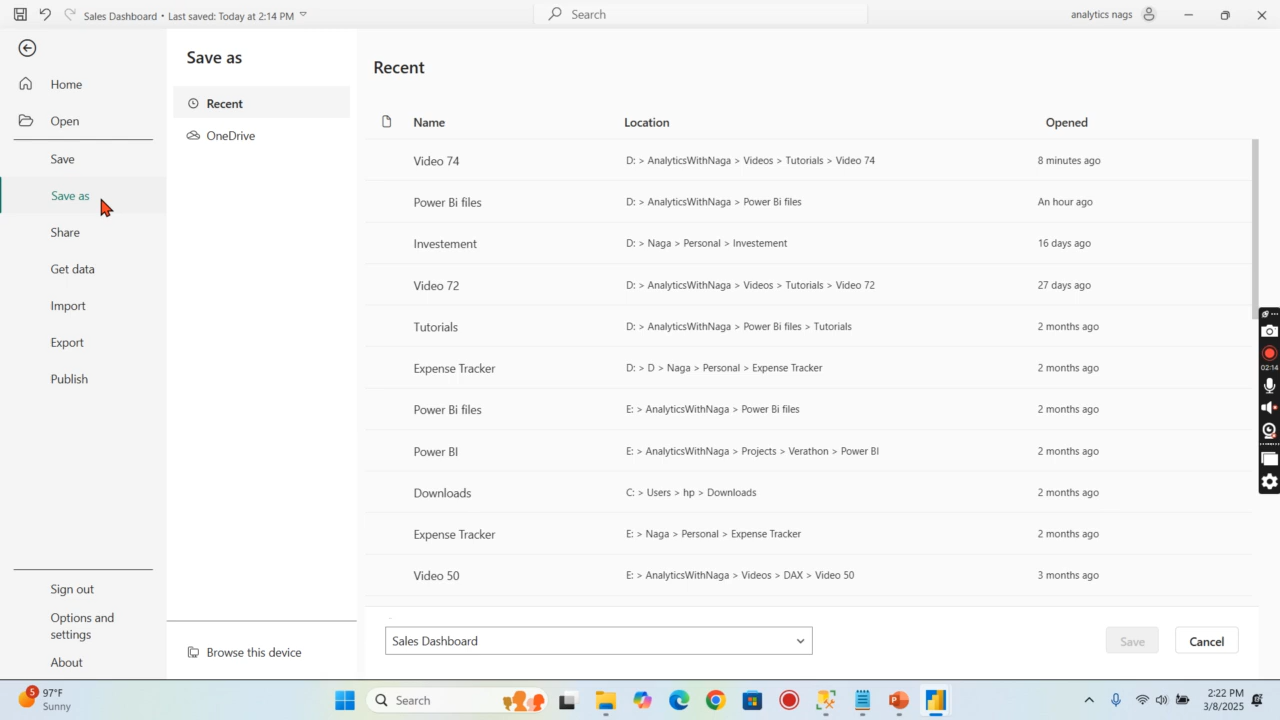 Sales Dashboard • Last saved: Today at 2:14 PM
Search
analytics nags
Home
Open
Save
Save as
Share
Get data
Import
Export
Publish
Sign out
Options and
settings
About
Save as
Recent
OneDrive
Browse this device
Recent
Name Location Opened
Video 74 D: > AnalyticsWithNaga > Videos > Tutorials > Video 74 8 minutes ago
Power Bi files D: > AnalyticsWithNaga > Power Bi files An hour ago
Investement D: > Naga > Personal > Investement 16 days ago
Video 72 D: > AnalyticsWithNaga > Videos > Tutorials > Video 72 27 days ago
Tutorials D: > AnalyticsWithNaga > Power Bi files > Tutorials 2 months ago
Expense Tracker D: > D > Naga > Personal > Expense Tracker 2 months ago
Power Bi files E: > AnalyticsWithNaga > Power Bi files 2 months ago
Power BI E: > AnalyticsWithNaga > Projects > Verathon > Power BI 2 months ago
Downloads C: > Users > hp > Downloads 2 months ago
Expense Tracker E: > Naga > Personal > Expense Tracker 2 months ago
Video 50 E: > AnalyticsWithNaga > Videos > DAX > Video 50 3 months ago
Sales Dashboard
Save
Cancel
02:14
5
97°F
Sunny
Search
2:22 PM
3/8/2025